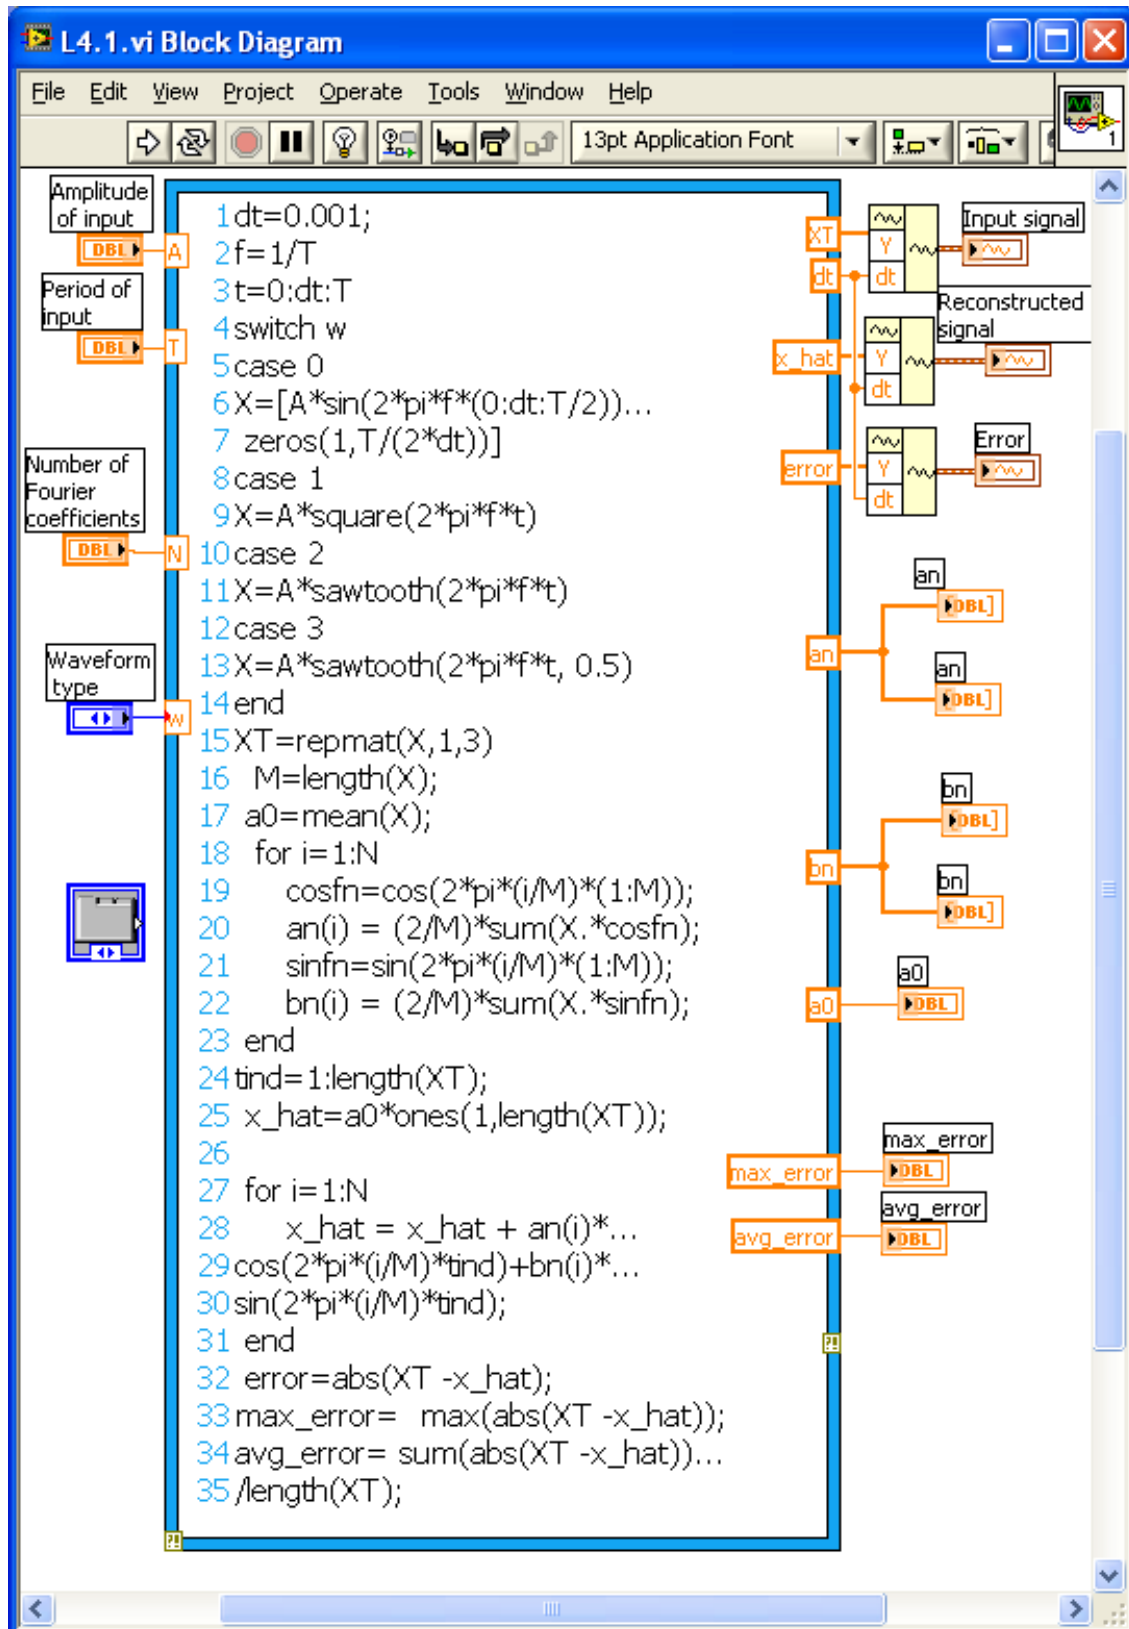 L4.1.vi Block Diagram
File Edit View Project Operate Tools Window Help
13pt Application Font
1
Amplitude
of input
DBL
A
Period of
input
DBL
T
Number of
Fourier
coefficients
DBL
N
Waveform
type
w
1 dt=0.001;
2 f=1/T
3 t=0:dt:T
4 switch w
5 case 0
6 X=[A*sin(2*pi*f*(0:dt:T/2))...
7 zeros(1,T/(2*dt))]
8 case 1
9 X=A*square(2*pi*f*t)
10 case 2
11 X=A*sawtooth(2*pi*f*t)
12 case 3
13 X=A*sawtooth(2*pi*f*t, 0.5)
14 end
15 XT=repmat(X,1,3)
16 M=length(X);
17 a0=mean(X);
18 for i=1:N
19 cosfn=cos(2*pi*(i/M)*(1:M));
20 an(i) = (2/M)*sum(X.*cosfn);
21 sinfn=sin(2*pi*(i/M)*(1:M));
22 bn(i) = (2/M)*sum(X.*sinfn);
23 end
24 tind=1:length(XT);
25 x_hat=a0*ones(1,length(XT));
26
27 for i=1:N
28 x_hat = x_hat + an(i)*...
29 cos(2*pi*(i/M)*tind)+bn(i)*...
30 sin(2*pi*(i/M)*tind);
31 end
32 error=abs(XT -x_hat);
33 max_error= max(abs(XT -x_hat));
34 avg_error= sum(abs(XT -x_hat))...
35 /length(XT);
XT
dt
Y
dt
Input signal
x_hat
Y
dt
Reconstructed
signal
error
Y
dt
Error
an
an
DBL
an
DBL
bn
bn
DBL
bn
DBL
a0
a0
DBL
max_error
max_error
DBL
avg_error
avg_error
DBL